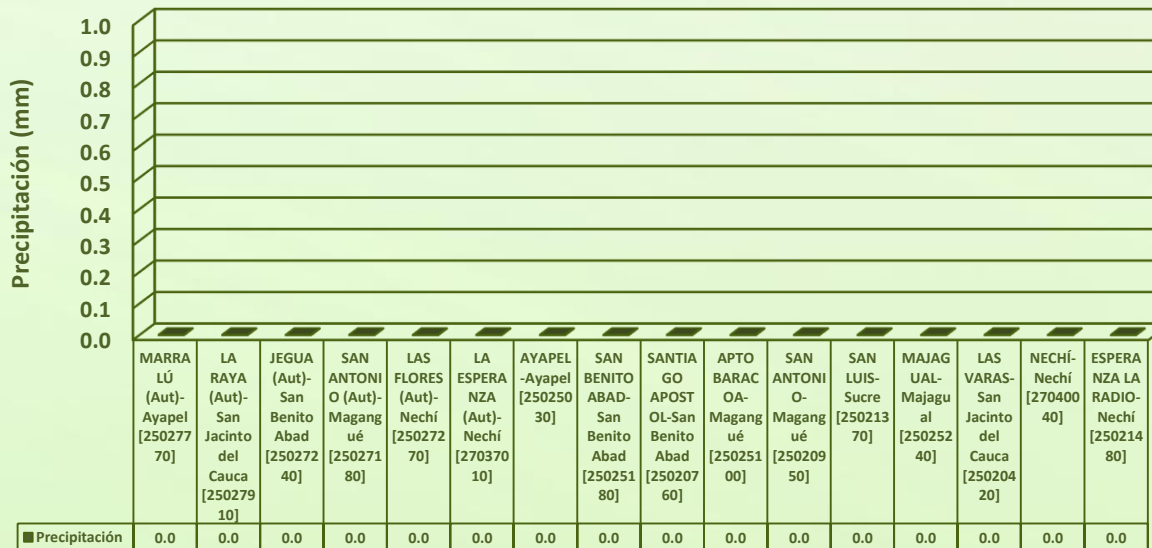 Precipitación (mm)
1.0
0.9
0.8
0.7
0.6
0.5
0.4
0.3
0.2
0.1
0.0
MARRA
LÚ
(Aut)-
Ayapel
[250277
70]
LA
RAYA
(Aut)-
San
Jacinto
del
Cauca
[250279
10]
JEGUA
(Aut)-
San
Benito
Abad
[250272
40]
SAN
ANTONI
O (Aut)-
Magan
gué
[250271
80]
LAS
FLORES
(Aut)-
Nechí
[250272
70]
LA
ESPERA
NZA
(Aut)-
Nechí
[270370
10]
AYAPEL
-Ayapel
[250250
30]
SAN
BENITO
ABAD-
San
Benito
Abad
[250251
80]
SANTIA
GO
APOST
OL-San
Benito
Abad
[250207
60]
APTO
BARAC
OA-
Magan
gué
[250251
00]
SAN
ANTONI
O-
Magan
gué
[250209
50]
SAN
LUIS-
Sucre
[250213
70]
MAJAG
UAL-
Majagu
al
[250252
40]
LAS
VARAS-
San
Jacinto
del
Cauca
[250204
20]
NECHÍ-
Nechí
[270400
40]
ESPERA
NZA LA
RADIO-
Nechí
[250214
80]
Precipitación 0.0 0.0 0.0 0.0 0.0 0.0 0.0 0.0 0.0 0.0 0.0 0.0 0.0 0.0 0.0 0.0